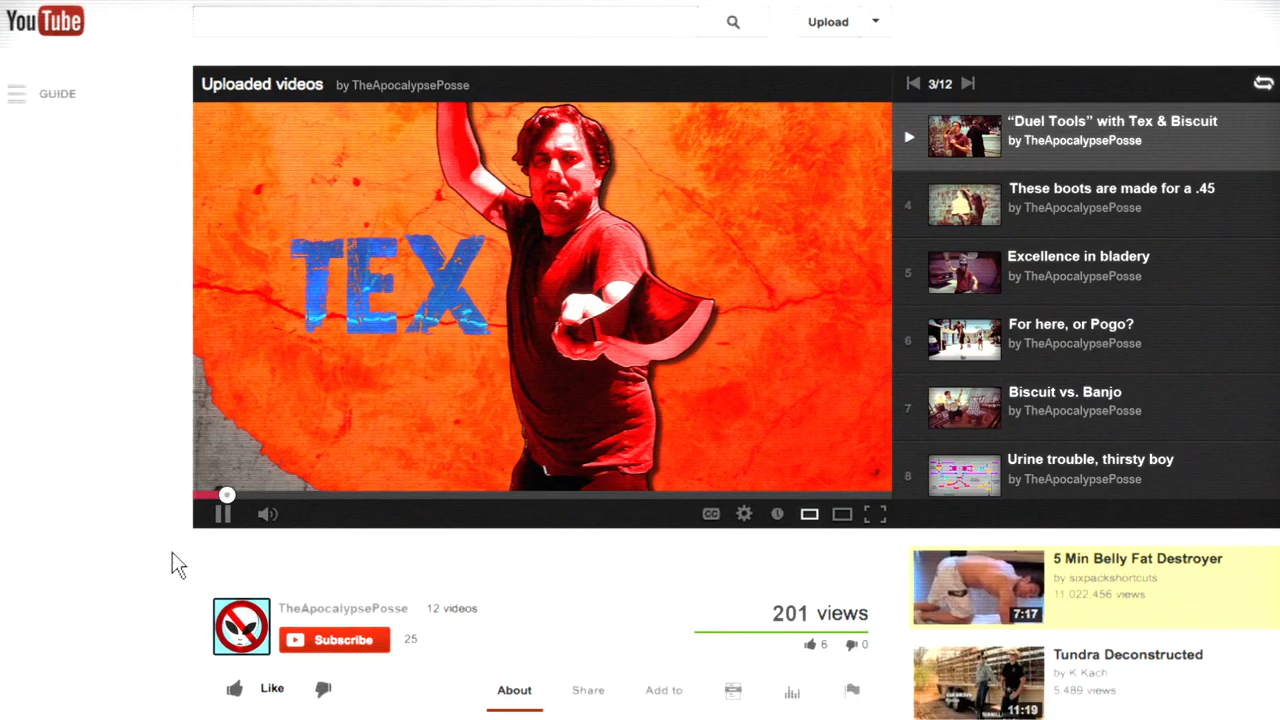 YouTube
Upload
GUIDE
Uploaded videos by TheApocalypsePosse
3/12
TEX
“Duel Tools” with Tex & Biscuit
by TheApocalypsePosse
4
These boots are made for a .45
by TheApocalypsePosse
5
Excellence in bladery
by TheApocalypsePosse
6
For here, or Pogo?
by TheApocalypsePosse
7
Biscuit vs. Banjo
by TheApocalypsePosse
8
Urine trouble, thirsty boy
by TheApocalypsePosse
CC
TheApocalypsePosse 12 videos
Subscribe 25
201 views
6 0
Like
About Share Add to
5 Min Belly Fat Destroyer
by sixpackshortcuts
11,022,456 views
7:17
Tundra Deconstructed
by K Kach
5,489 views
11:19